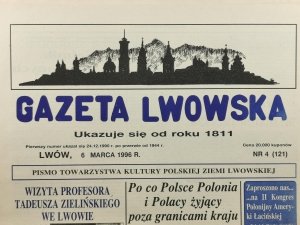 GAZETA LWOWSKA
Ukazuje się od roku 1811
Pierwszy numer ukazał się 24.12.1990 r. po przerwie od 1944 r.
Cena 20.000 kuponów
LWÓW, 6 MARCA 1996 R.
NR 4 (121)
PISMO TOWARZYSTWA KULTURY POLSKIEJ ZIEMI LWOWSKIEJ
WIZYTA PROFESORA
TADEUSZA ZIELIŃSKIEGO
WE LWOWIE
Po co Polsce Polonia
i Polacy żyjący
poza granicami kraju
Zaproszono nas...
...na II Kongres
Polonijny Amery-
ki Łacińskiej